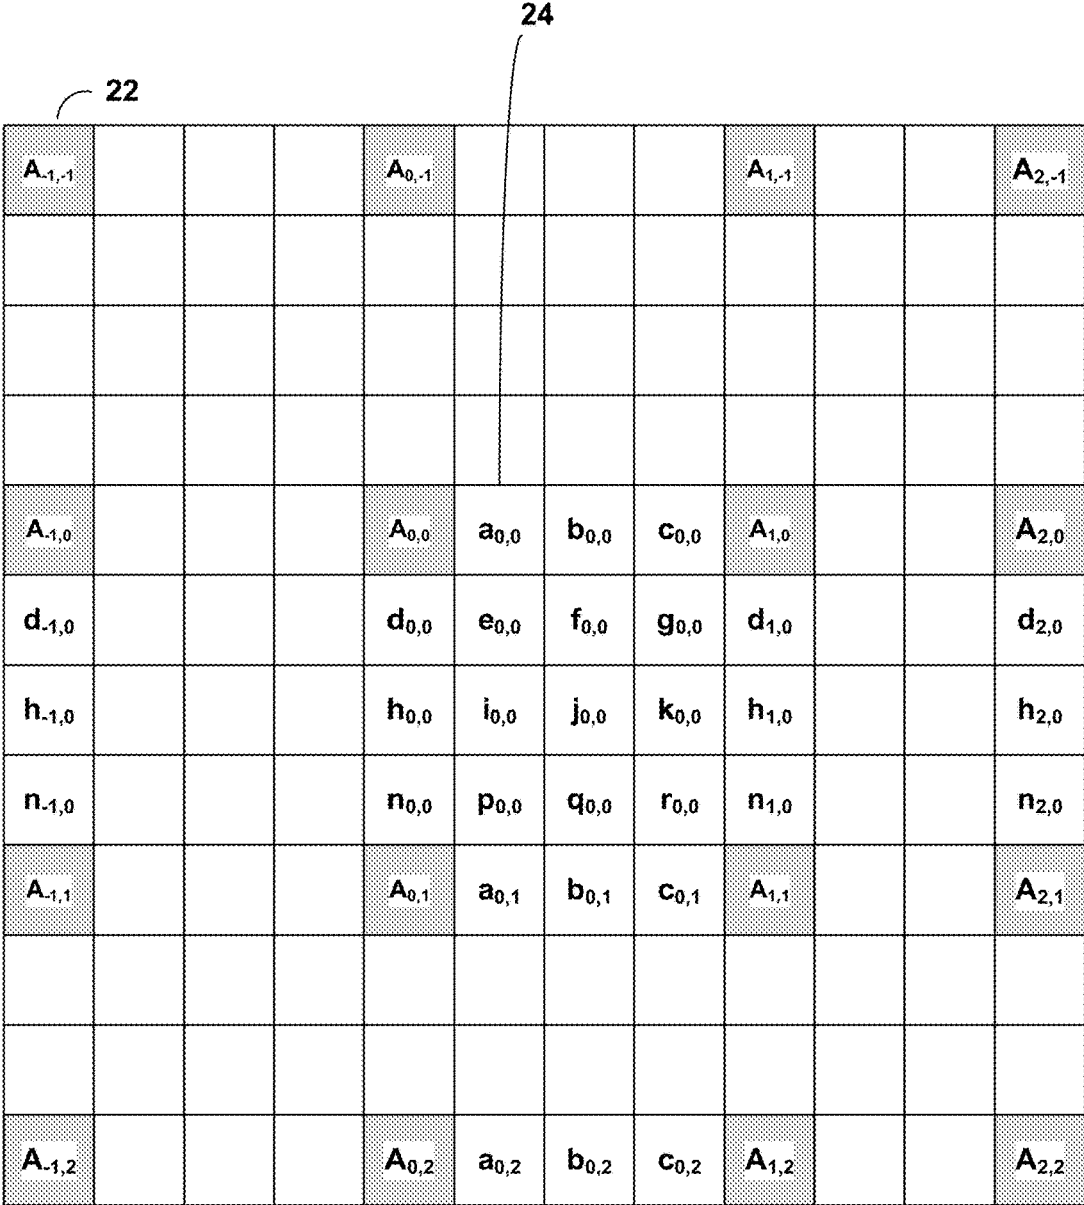 24
22
A-1,-1 A0,-1 A1,-1 A2,-1
A-1,0 A0,0 a0,0 b0,0 c0,0 A1,0 A2,0
d-1,0 d0,0 e0,0 f0,0 g0,0 d1,0 d2,0
h-1,0 h0,0 i0,0 j0,0 k0,0 h1,0 h2,0
n-1,0 n0,0 p0,0 q0,0 r0,0 n1,0 n2,0
A-1,1 A0,1 a0,1 b0,1 c0,1 A1,1 A2,1
A-1,2 A0,2 a0,2 b0,2 c0,2 A1,2 A2,2